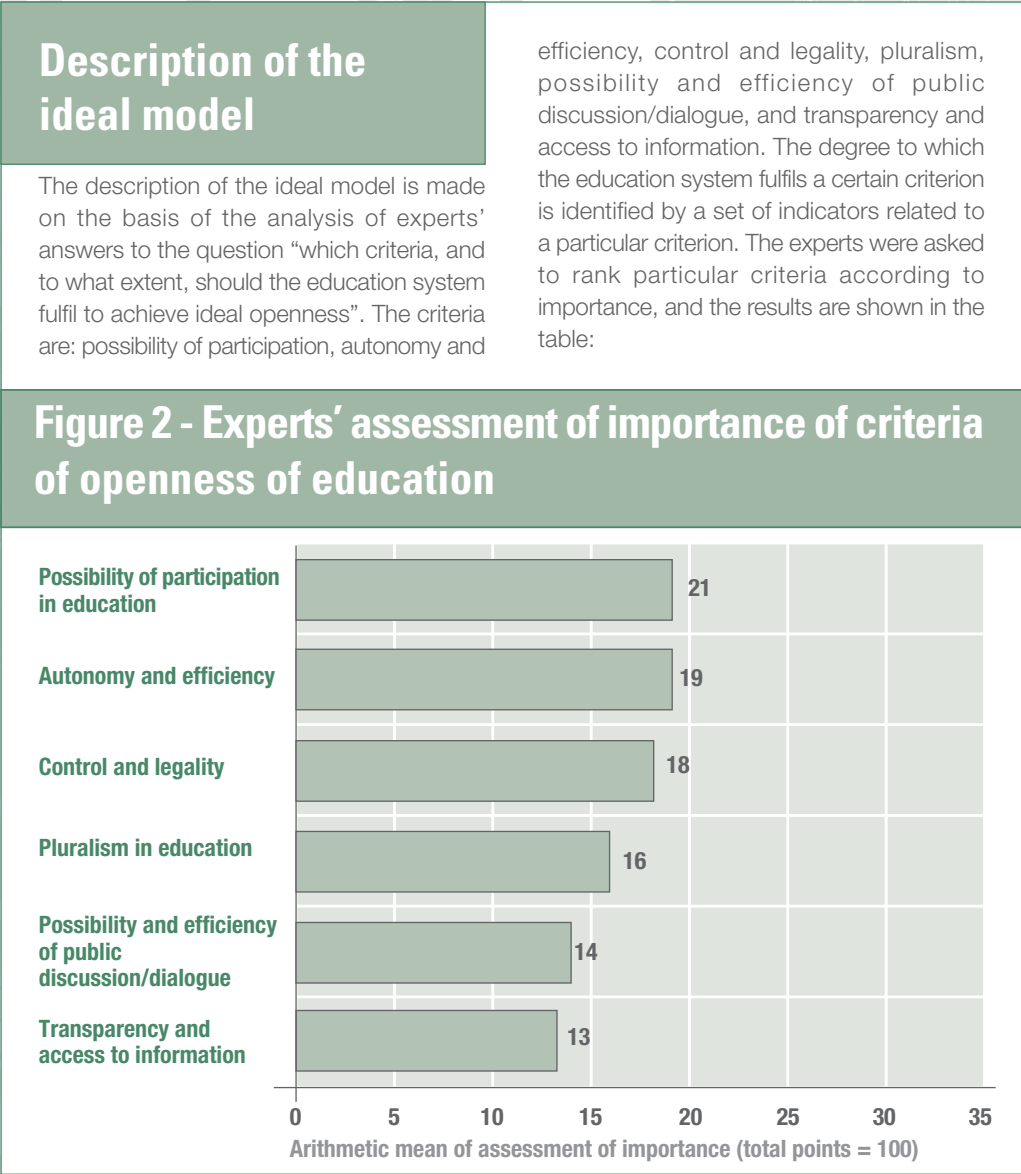 Description of the
ideal model
The description of the ideal model is made
on the basis of the analysis of experts’
answers to the question “which criteria, and
to what extent, should the education system
fulfil to achieve ideal openness”. The criteria
are: possibility of participation, autonomy and
efficiency, control and legality, pluralism,
possibility and efficiency of public
discussion/dialogue, and transparency and
access to information. The degree to which
the education system fulfils a certain criterion
is identified by a set of indicators related to
a particular criterion. The experts were asked
to rank particular criteria according to
importance, and the results are shown in the
table:
Figure 2 - Experts’ assessment of importance of criteria
of openness of education
Possibility of participation
in education
21
Autonomy and efficiency
19
Control and legality
18
Pluralism in education
16
Possibility and efficiency
of public
discussion/dialogue
14
Transparency and
access to information
13
0 5 10 15 20 25 30 35
Arithmetic mean of assessment of importance (total points = 100)